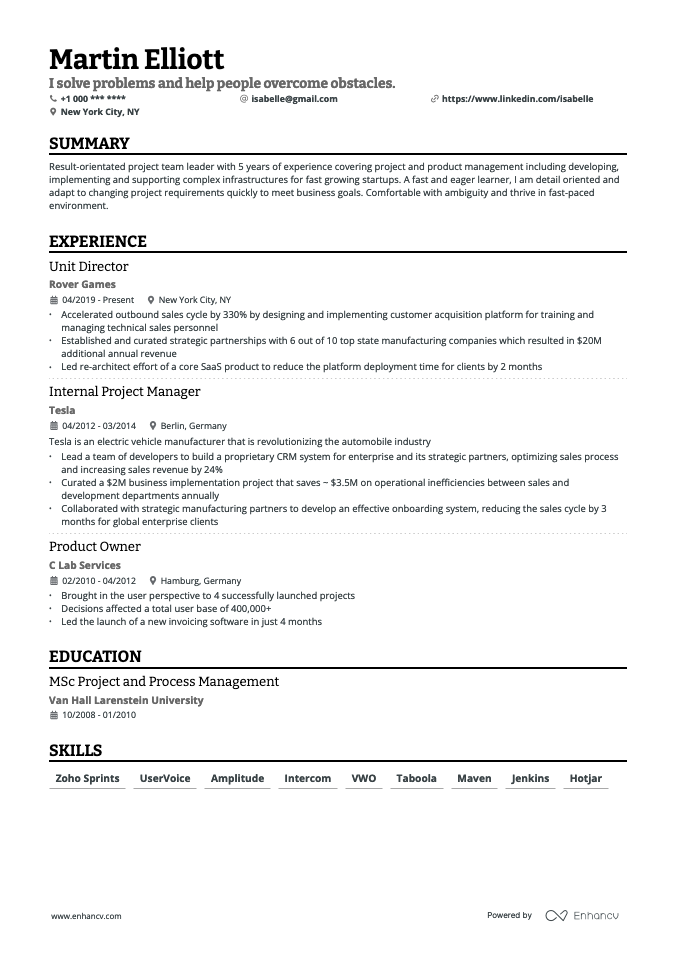 Martin Elliott
I solve problems and help people overcome obstacles.
+1 000 *** **** isabelle@gmail.com https://www.linkedin.com/isabelle
New York City, NY
SUMMARY
Result-orientated project team leader with 5 years of experience covering project and product management including developing,
implementing and supporting complex infrastructures for fast growing startups. A fast and eager learner, I am detail oriented and
adapt to changing project requirements quickly to meet business goals. Comfortable with ambiguity and thrive in fast-paced
environment.
EXPERIENCE
Unit Director
Rover Games
04/2019 - Present New York City, NY
• Accelerated outbound sales cycle by 330% by designing and implementing customer acquisition platform for training and
managing technical sales personnel
• Established and curated strategic partnerships with 6 out of 10 top state manufacturing companies which resulted in $20M
additional annual revenue
• Led re-architect effort of a core SaaS product to reduce the platform deployment time for clients by 2 months
Internal Project Manager
Tesla
04/2012 - 03/2014 Berlin, Germany
Tesla is an electric vehicle manufacturer that is revolutionizing the automobile industry
• Lead a team of developers to build a proprietary CRM system for enterprise and its strategic partners, optimizing sales process
and increasing sales revenue by 24%
• Curated a $2M business implementation project that saves ~ $3.5M on operational inefficiencies between sales and
development departments annually
• Collaborated with strategic manufacturing partners to develop an effective onboarding system, reducing the sales cycle by 3
months for global enterprise clients
Product Owner
C Lab Services
02/2010 - 04/2012 Hamburg, Germany
• Brought in the user perspective to 4 successfully launched projects
• Decisions affected a total user base of 400,000+
• Led the launch of a new invoicing software in just 4 months
EDUCATION
MSc Project and Process Management
Van Hall Larenstein University
10/2008 - 01/2010
SKILLS
Zoho Sprints UserVoice Amplitude Intercom VWO Taboola Maven Jenkins Hotjar
www.enhancv.com Powered by Enhancv